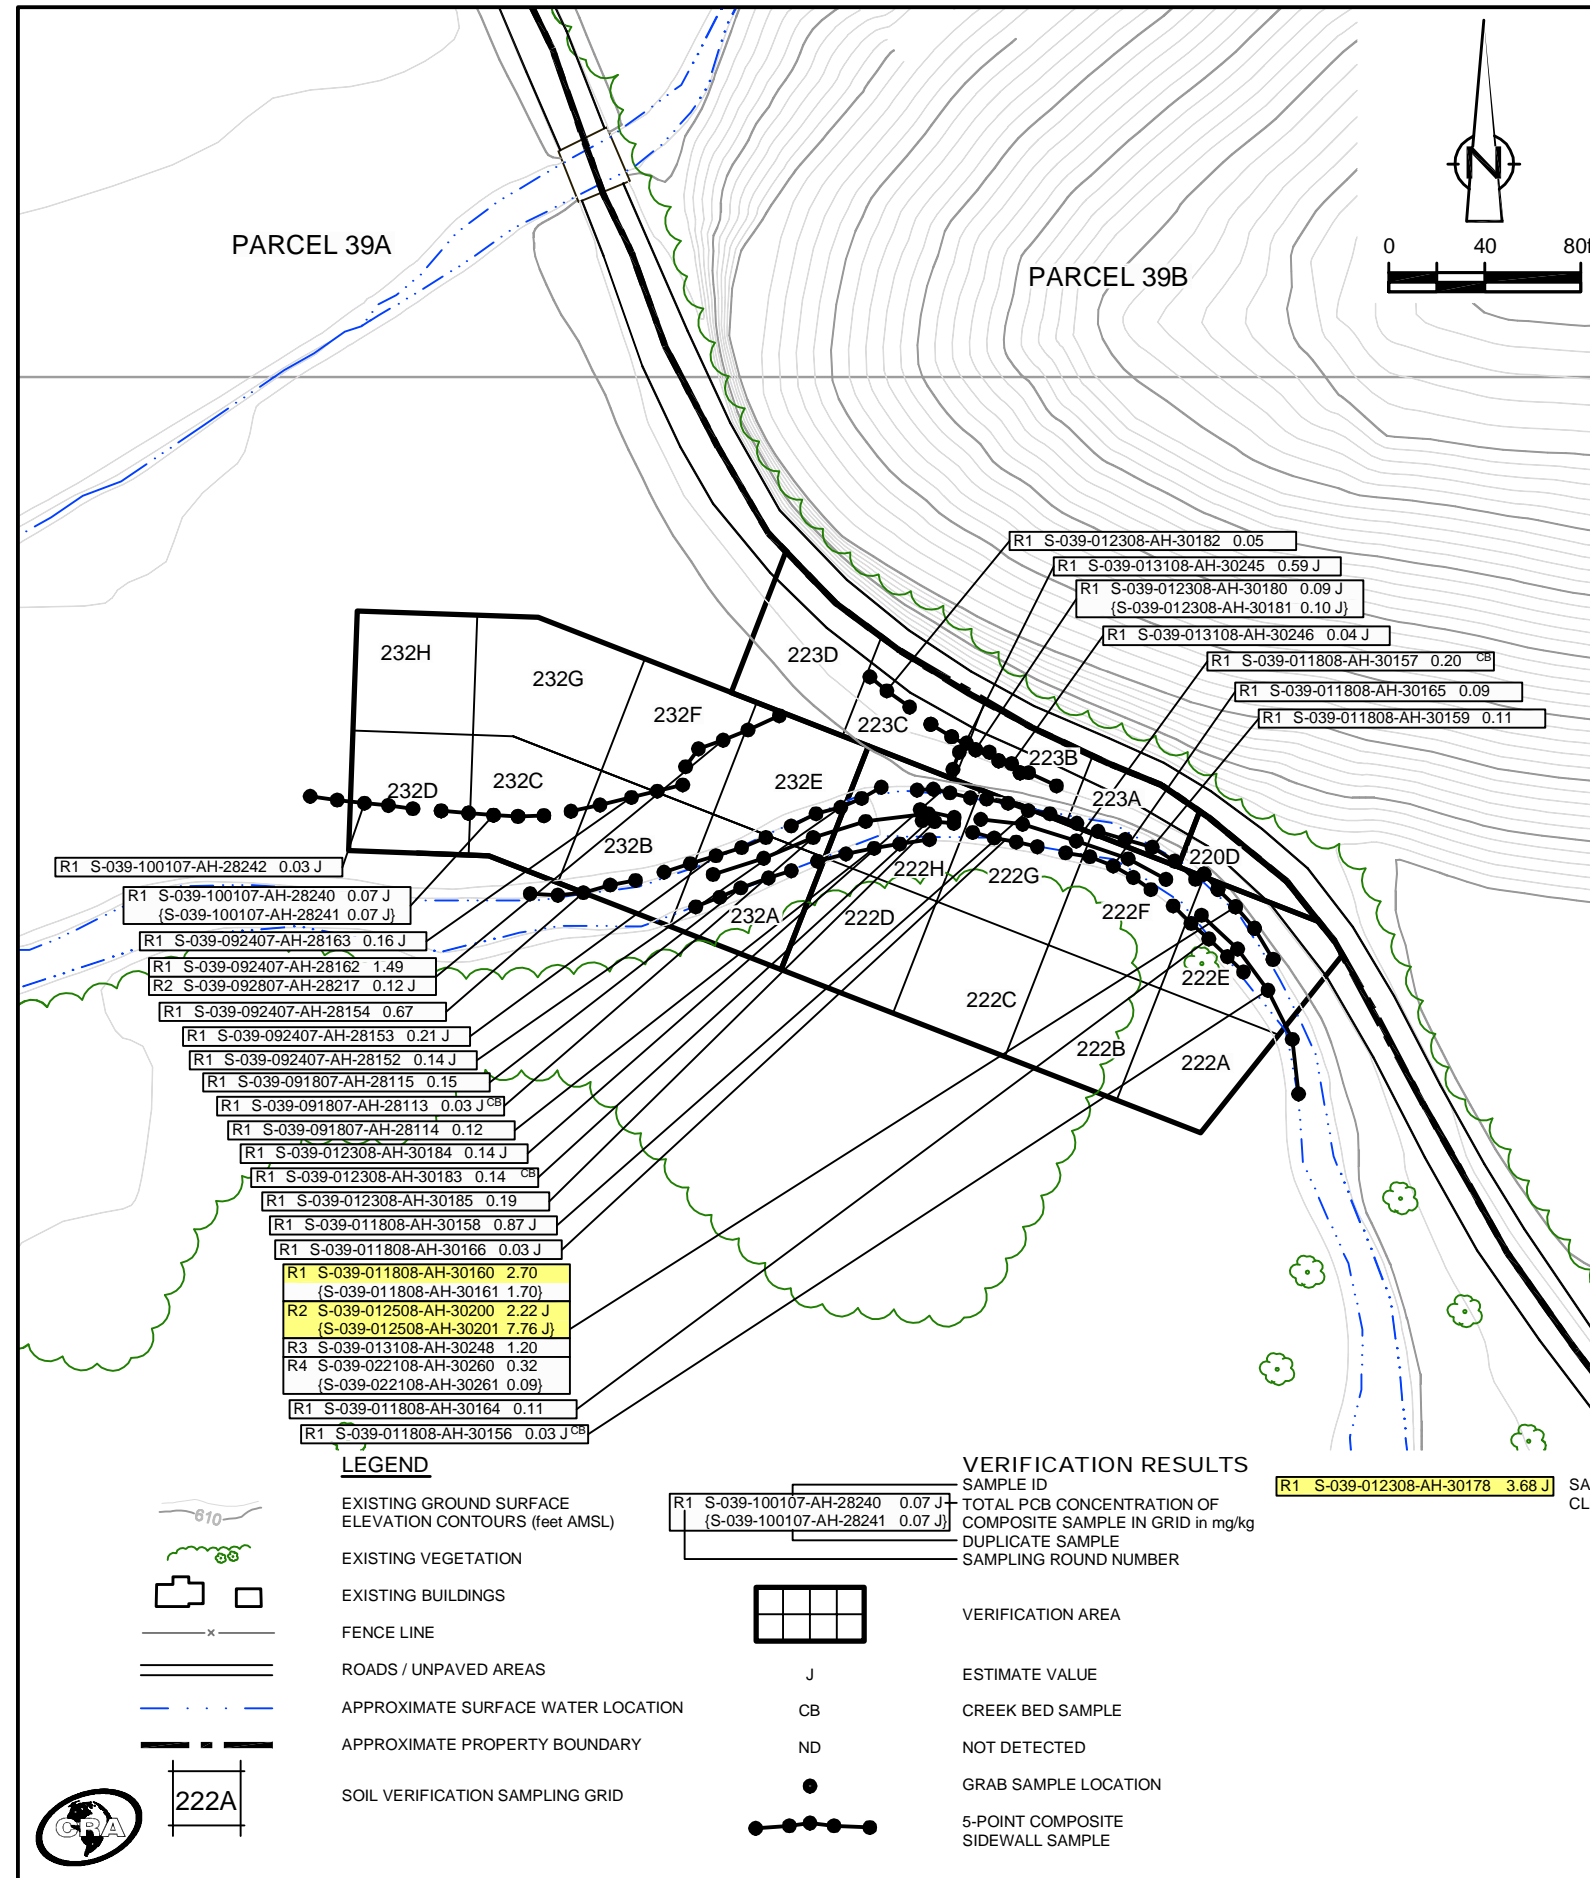 PARCEL 39A
PARCEL 39B
N
0 40 80f
R1 S-039-012308-AH-30182 0.05
R1 S-039-013108-AH-30245 0.59 J
R1 S-039-012308-AH-30180 0.09 J
{S-039-012308-AH-30181 0.10 J}
R1 S-039-013108-AH-30246 0.04 J
R1 S-039-011808-AH-30157 0.20 CB
R1 S-039-011808-AH-30165 0.09
R1 S-039-011808-AH-30159 0.11
232H
232G
232F
223D
223C
223B
223A
232D
232C
232E
232B
232A
222H
222G
222D
222F
220D
222E
222C
222B
222A
R1 S-039-100107-AH-28242 0.03 J
R1 S-039-100107-AH-28240 0.07 J
{S-039-100107-AH-28241 0.07 J}
R1 S-039-092407-AH-28163 0.16 J
R1 S-039-092407-AH-28162 1.49
R2 S-039-092807-AH-28217 0.12 J
R1 S-039-092407-AH-28154 0.67
R1 S-039-092407-AH-28153 0.21 J
R1 S-039-092407-AH-28152 0.14 J
R1 S-039-091807-AH-28115 0.15
R1 S-039-091807-AH-28113 0.03 J CB
R1 S-039-091807-AH-28114 0.12
R1 S-039-012308-AH-30184 0.14 J
R1 S-039-012308-AH-30183 0.14 CB
R1 S-039-012308-AH-30185 0.19
R1 S-039-011808-AH-30158 0.87 J
R1 S-039-011808-AH-30166 0.03 J
R1 S-039-011808-AH-30160 2.70
{S-039-011808-AH-30161 1.70}
R2 S-039-012508-AH-30200 2.22 J
{S-039-012508-AH-30201 7.76 J}
R3 S-039-013108-AH-30248 1.20
R4 S-039-022108-AH-30260 0.32
{S-039-022108-AH-30261 0.09}
R1 S-039-011808-AH-30164 0.11
R1 S-039-011808-AH-30156 0.03 J CB
LEGEND
610
EXISTING GROUND SURFACE
ELEVATION CONTOURS (feet AMSL)
EXISTING VEGETATION
EXISTING BUILDINGS
x
FENCE LINE
ROADS / UNPAVED AREAS
APPROXIMATE SURFACE WATER LOCATION
APPROXIMATE PROPERTY BOUNDARY
222A
SOIL VERIFICATION SAMPLING GRID
CRA
VERIFICATION RESULTS
R1 S-039-100107-AH-28240 0.07 J
{S-039-100107-AH-28241 0.07 J}
SAMPLE ID
TOTAL PCB CONCENTRATION OF
COMPOSITE SAMPLE IN GRID in mg/kg
DUPLICATE SAMPLE
SAMPLING ROUND NUMBER
VERIFICATION AREA
J ESTIMATE VALUE
CB CREEK BED SAMPLE
ND NOT DETECTED
GRAB SAMPLE LOCATION
5-POINT COMPOSITE
SIDEWALL SAMPLE
R1 S-039-012308-AH-30178 3.68 J
SA
CL